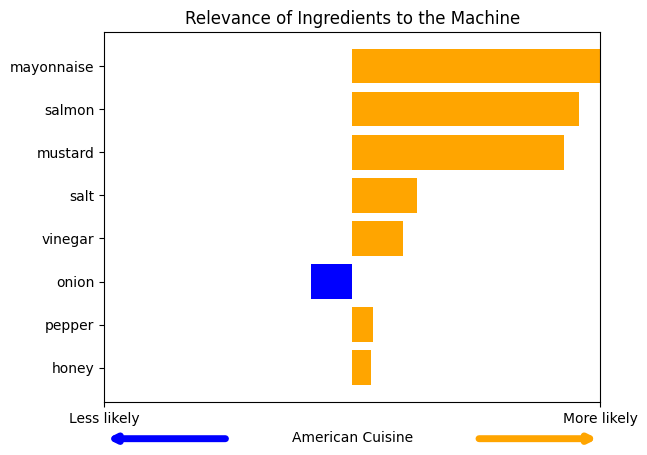 Relevance of Ingredients to the Machine
mayonnaise
salmon
mustard
salt
vinegar
onion
pepper
honey
Less likely
More likely
American Cuisine